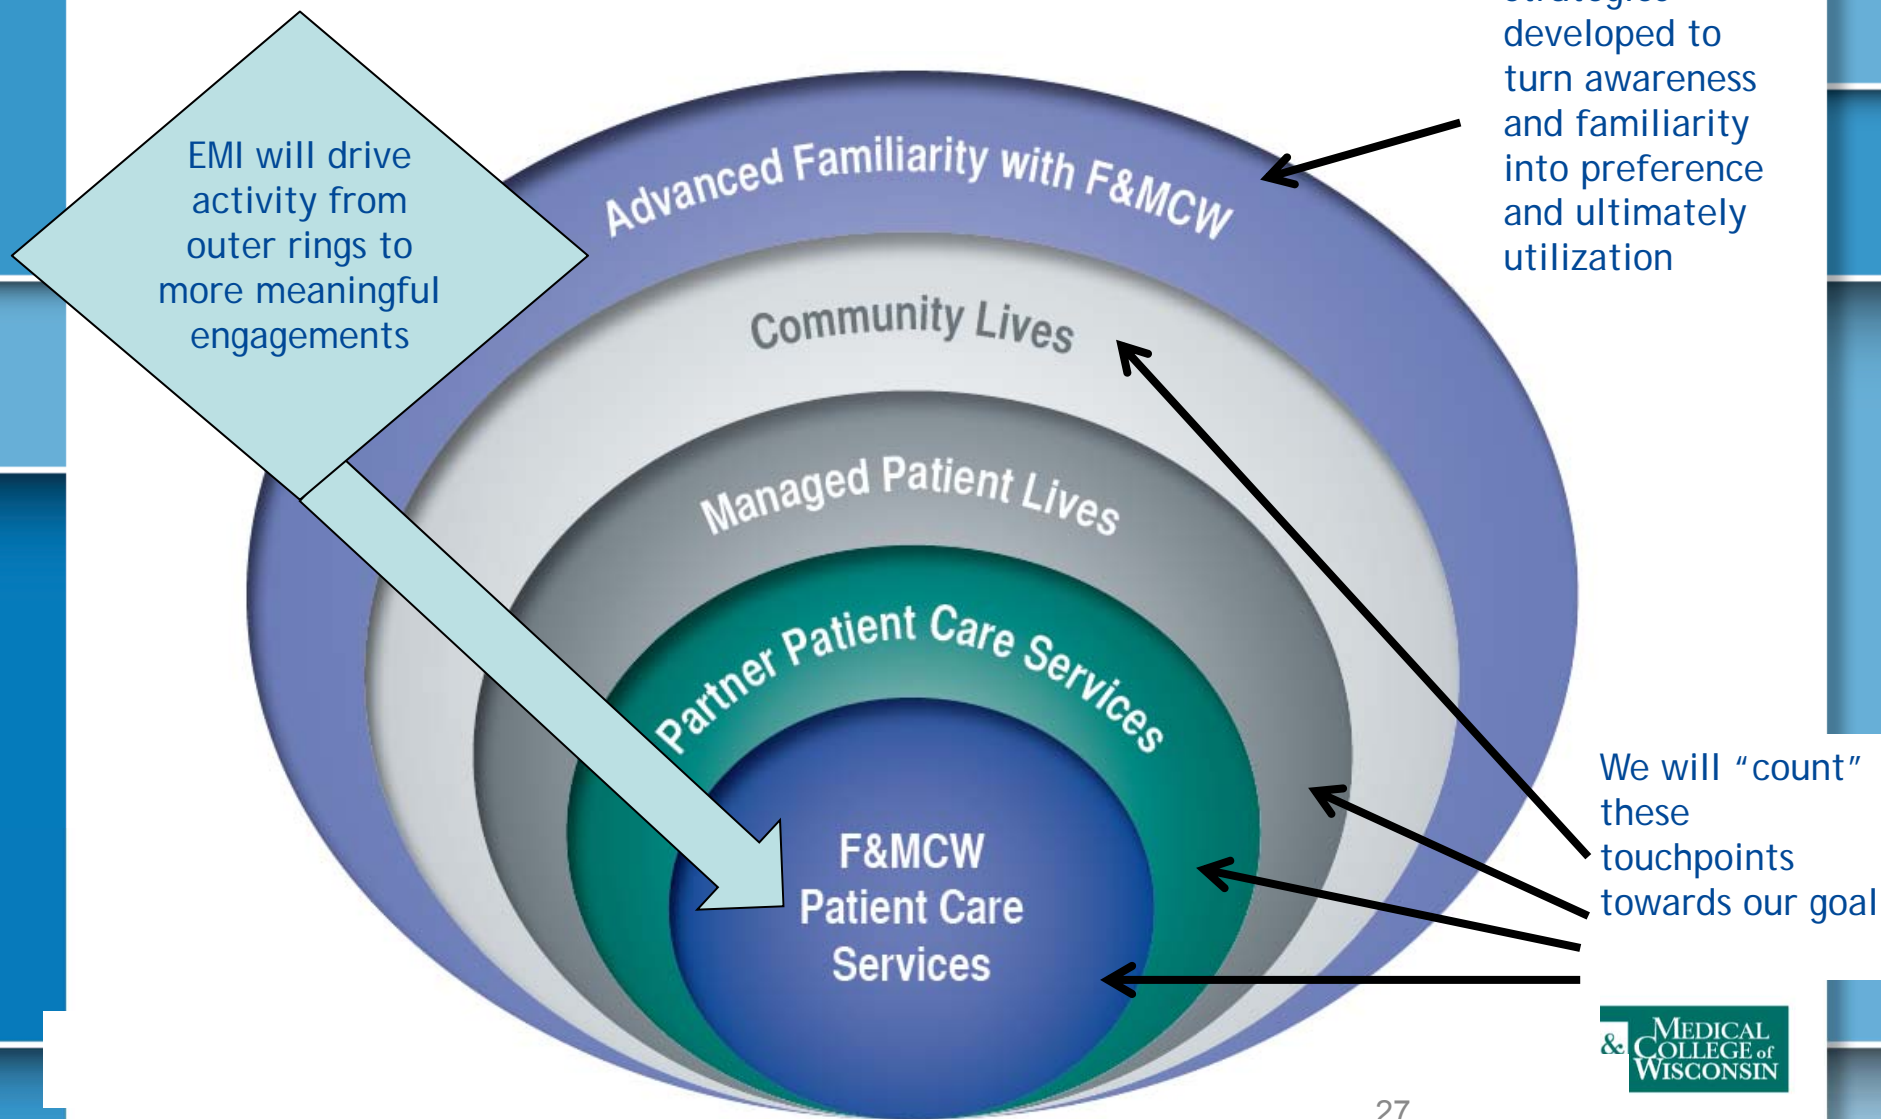 developed to
turn awareness
and familiarity
into preference
and ultimately
utilization
EMI will drive
activity from
outer rings to
more meaningful
engagements
Advanced Familiarity with F&MCW
Community Lives
Managed Patient Lives
Partner Patient Care Services
F&MCW
Patient Care
Services
We will “count”
these
touchpoints
towards our goal
& MEDICAL
COLLEGE of
WISCONSIN
27